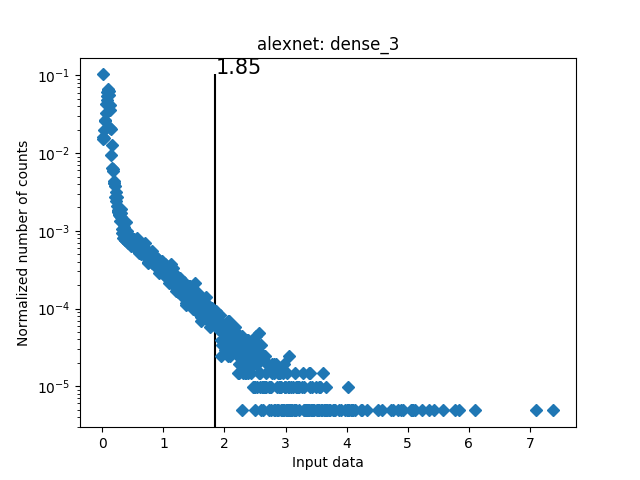 alexnet: dense_3
1.85
10⁻¹
10⁻²
10⁻³
10⁻⁴
10⁻⁵
Normalized number of counts
0 1 2 3 4 5 6 7
Input data